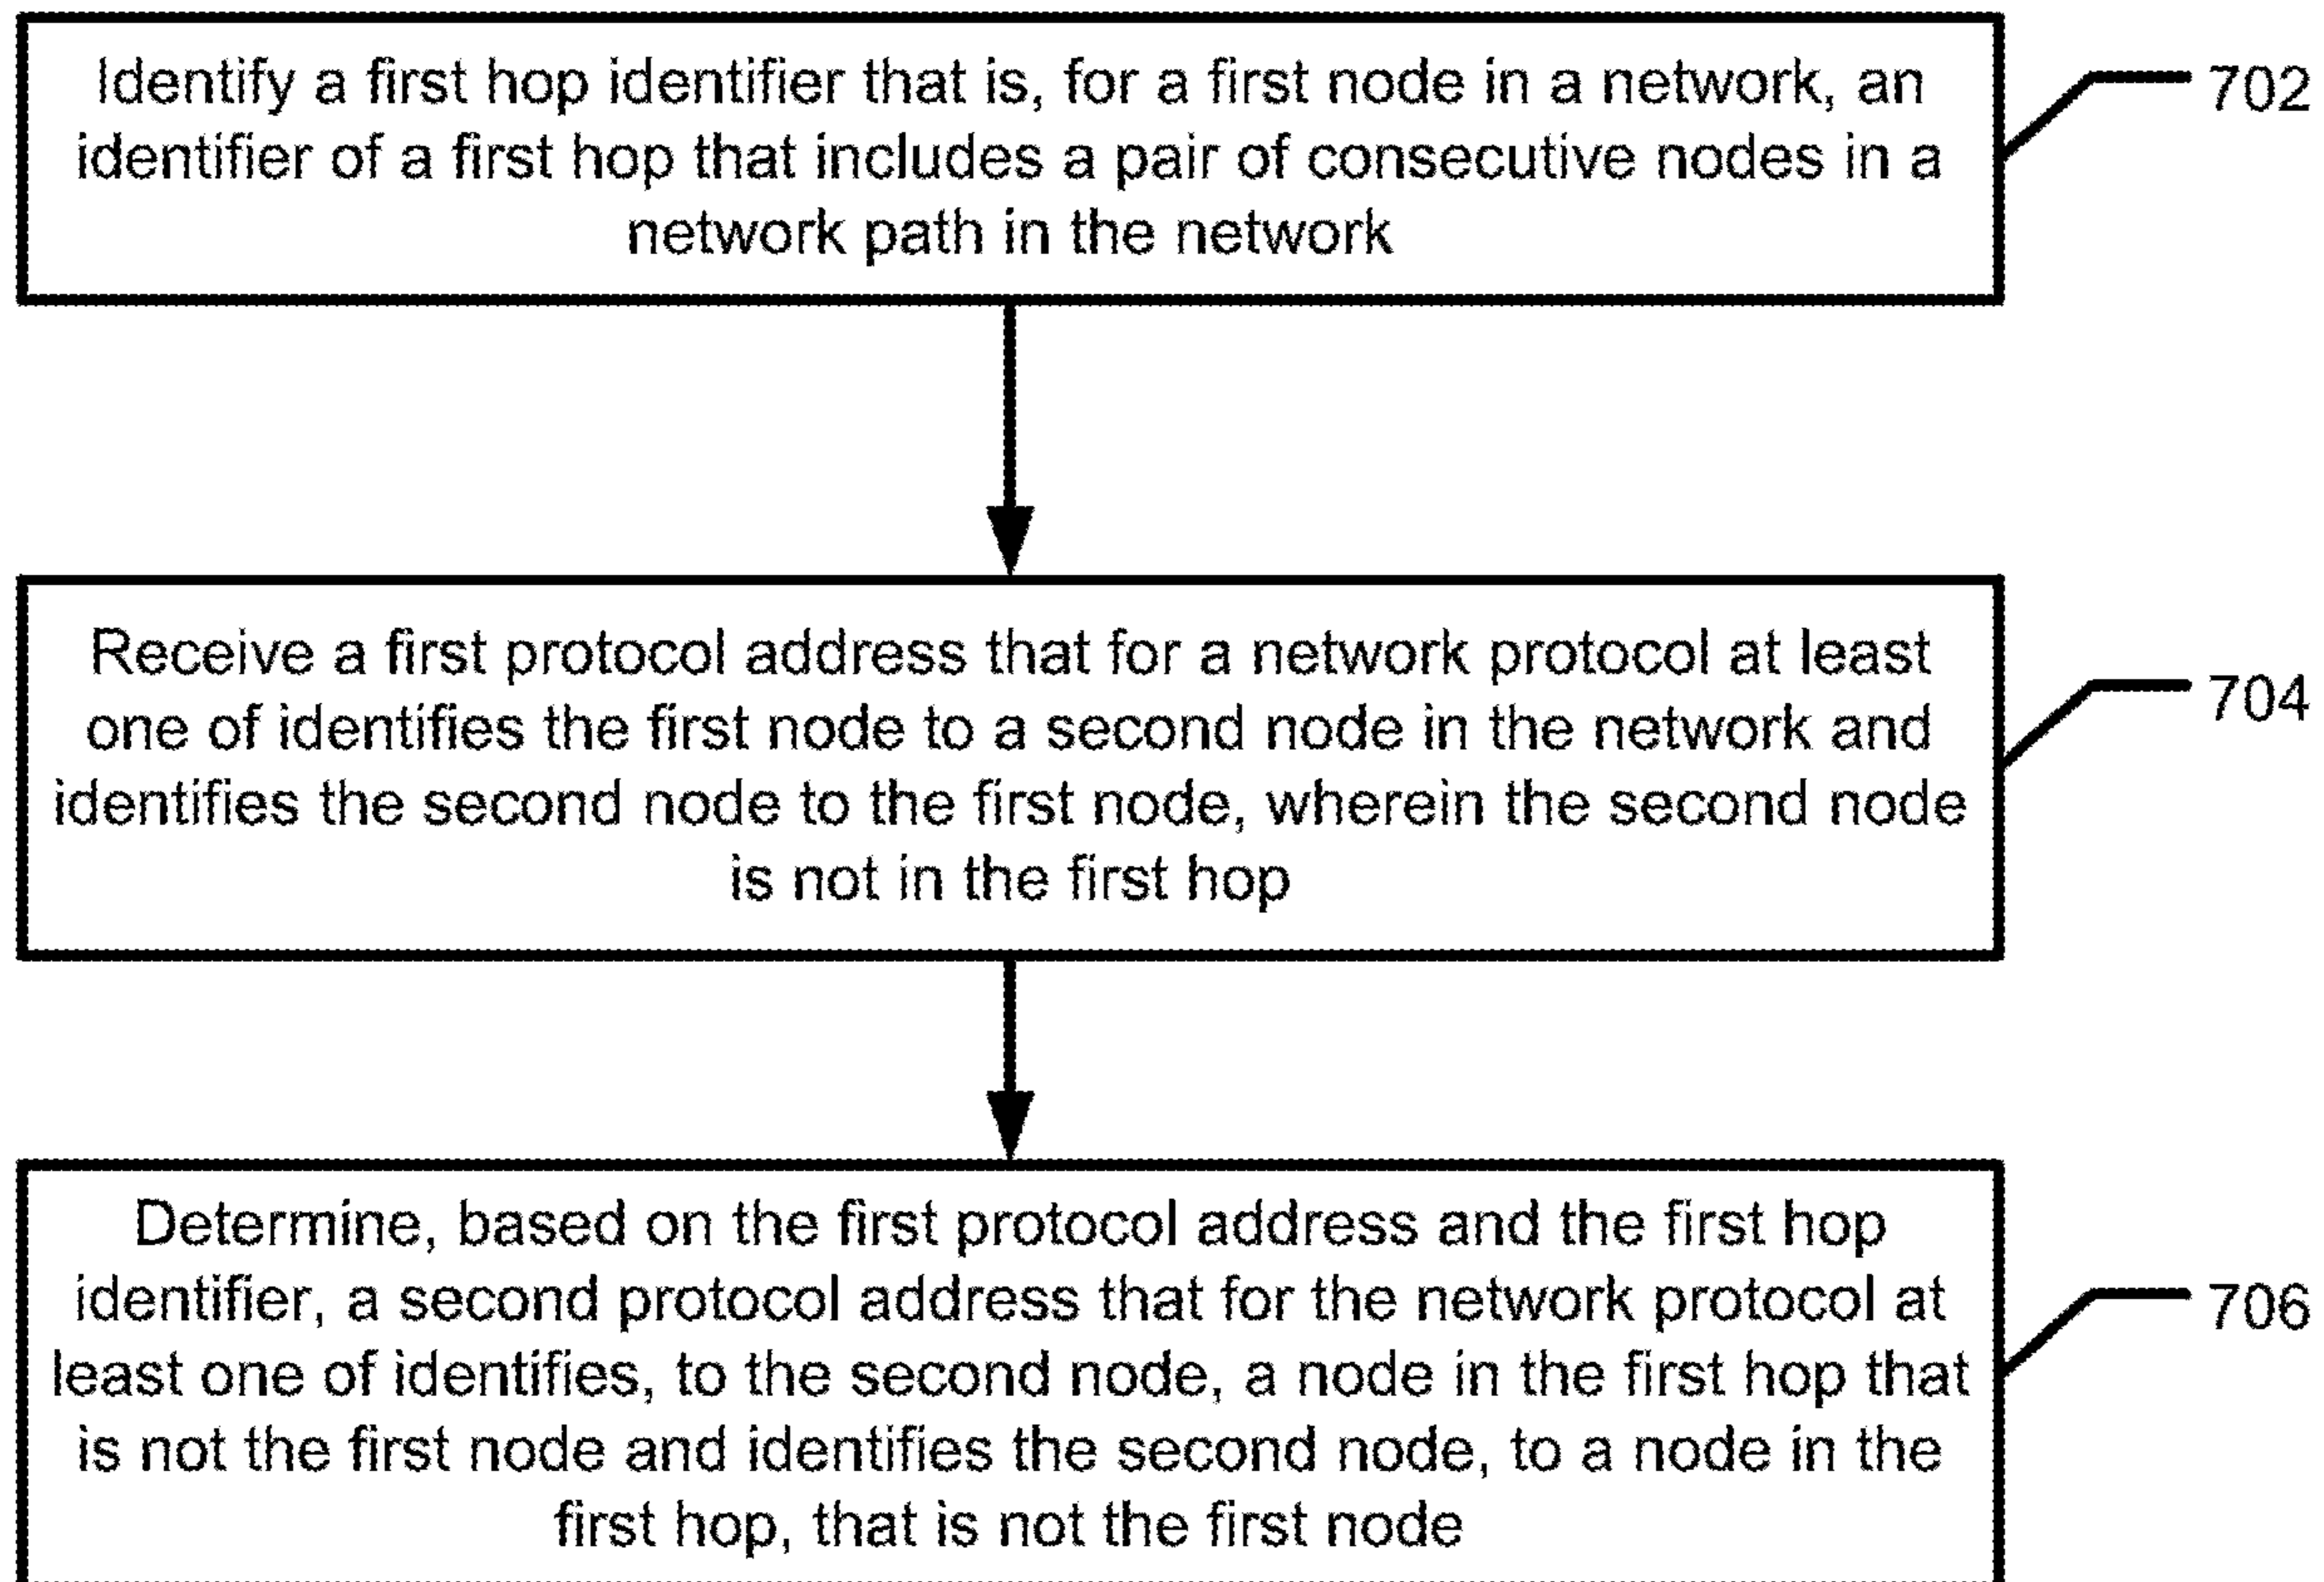 Identify a first hop identifier that is, for a first node in a network, an
identifier of a first hop that includes a pair of consecutive nodes in a
network path in the network
702
Receive a first protocol address that for a network protocol at least
one of identifies the first node to a second node in the network and
identifies the second node to the first node, wherein the second node
is not in the first hop
704
Determine, based on the first protocol address and the first hop
identifier, a second protocol address that for the network protocol at
least one of identifies, to the second node, a node in the first hop that
is not the first node and identifies the second node, to a node in the
first hop, that is not the first node
706